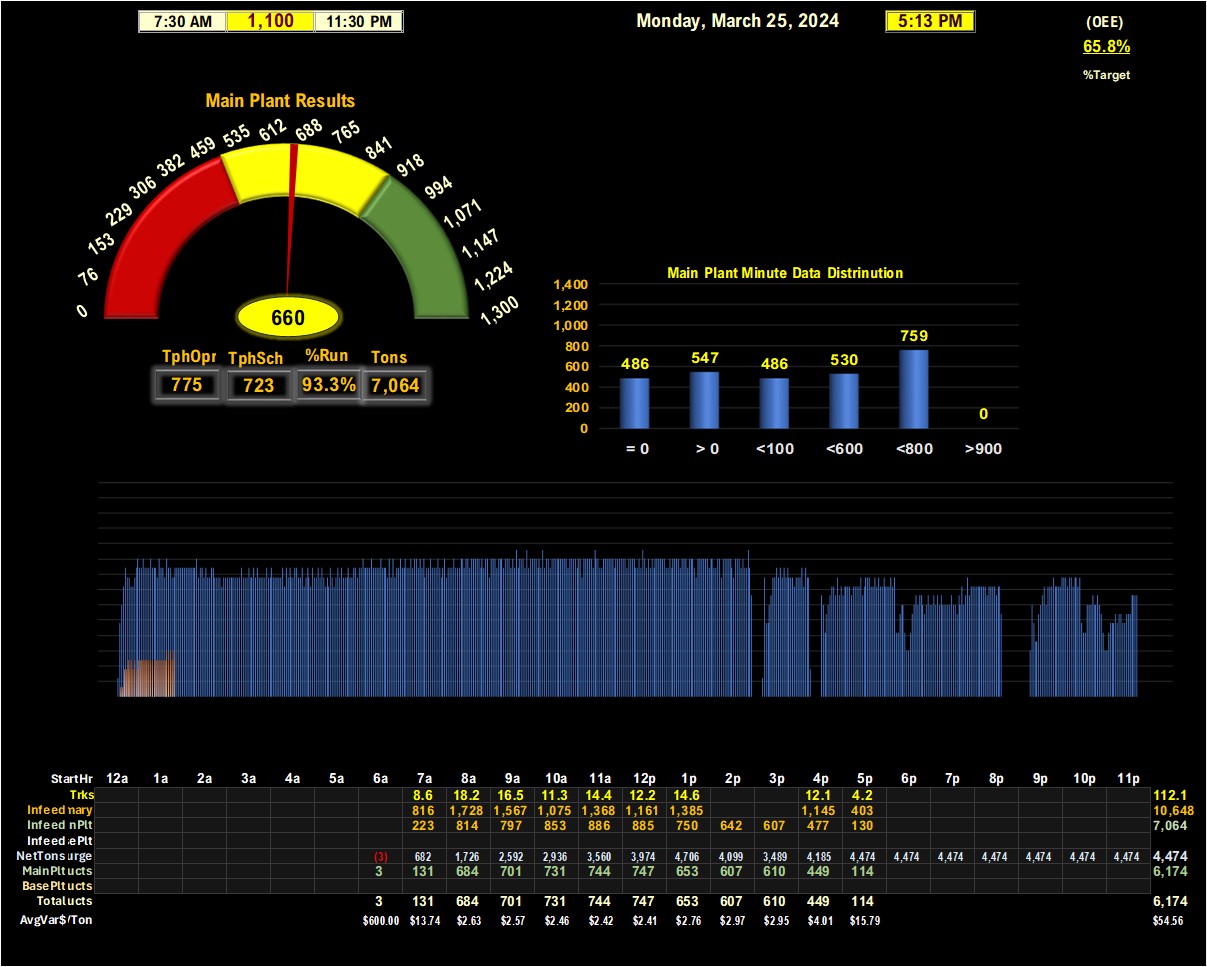 7:30 AM 1,100 11:30 PM Monday, March 25, 2024 5:13 PM (OEE)
65.8%
%Target
Main Plant Results
0 76 153 229 306 382 459 535 612 688 765 841 918 994 1,071 1,147 1,224 1,300
660
TphOpr TphSch %Run Tons
775 723 93.3% 7,064
Main Plant Minute Data Distrinution
1,400
1,200
1,000
800
600
400
200
0
486 547 486 530 759 0
= 0 > 0 <100 <600 <800 >900
StartHr 12a 1a 2a 3a 4a 5a 6a 7a 8a 9a 10a 11a 12p 1p 2p 3p 4p 5p 6p 7p 8p 9p 10p 11p
Trks 8.6 18.2 16.5 11.3 14.4 12.2 14.6 12.1 4.2 112.1
Infeed nary 816 1,728 1,567 1,075 1,368 1,161 1,385 1,145 403 10,648
Infeed nPlt 223 814 797 853 886 885 750 642 607 477 130 7,064
Infeed ePlt
NetTons urge (3) 682 1,726 2,592 2,936 3,560 3,974 4,706 4,099 3,489 4,185 4,474 4,474 4,474 4,474 4,474 4,474 4,474 4,474
MainPlt ucts 3 131 684 701 731 744 747 653 607 610 449 114 6,174
BasePlt ucts
Total ucts 3 131 684 701 731 744 747 653 607 610 449 114 6,174
AvgVar$/Ton $600.00 $13.74 $2.63 $2.57 $2.46 $2.42 $2.41 $2.76 $2.97 $2.95 $4.01 $15.79 $54.56